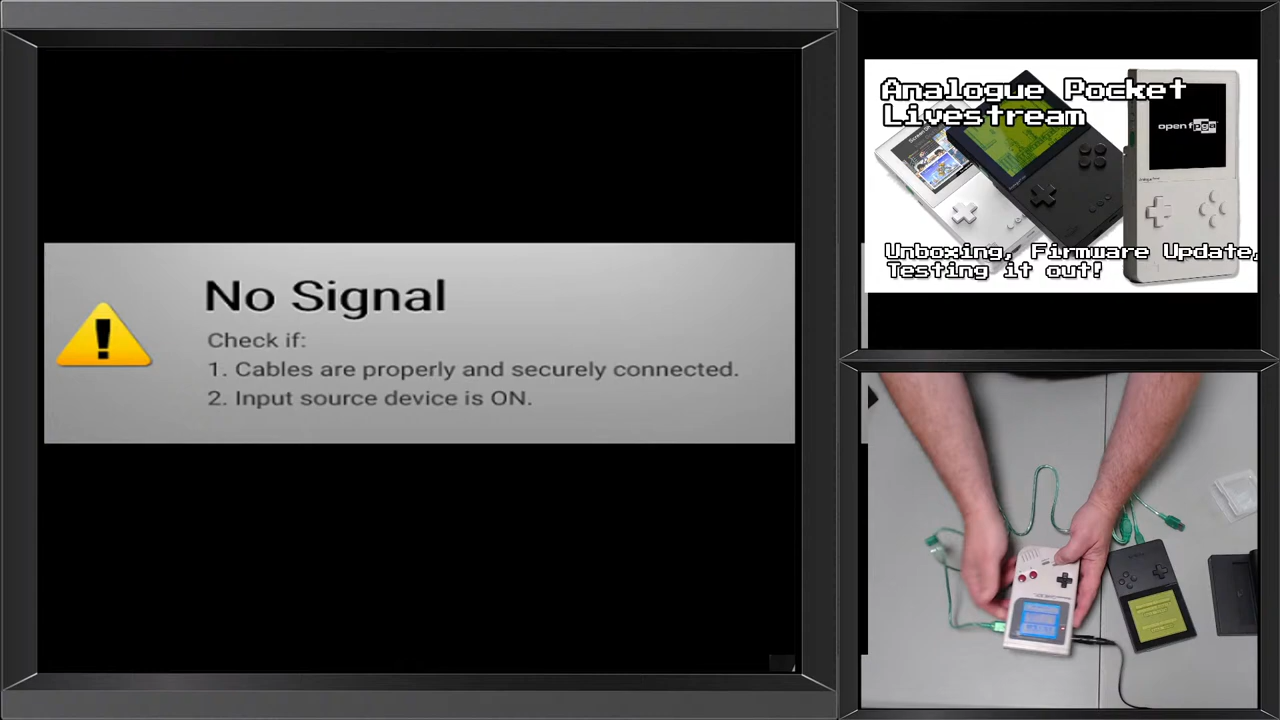 No Signal
Check if:
1. Cables are properly and securely connected.
2. Input source device is ON.
Analogue Pocket
Livestream
open fpga
Unboxing, Firmware Update,
Testing it out!